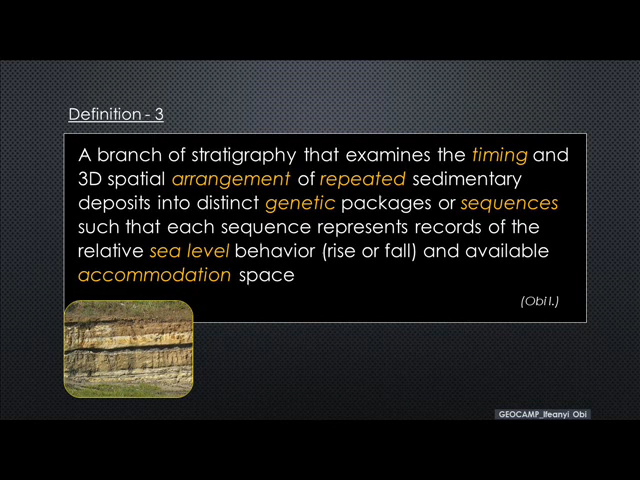 Definition - 3
A branch of stratigraphy that examines the timing and
3D spatial arrangement of repeated sedimentary
deposits into distinct genetic packages or sequences
such that each sequence represents records of the
relative sea level behavior (rise or fall) and available
accommodation space
(Obi I.)
GEOCAMP_Ifeanyi Obi